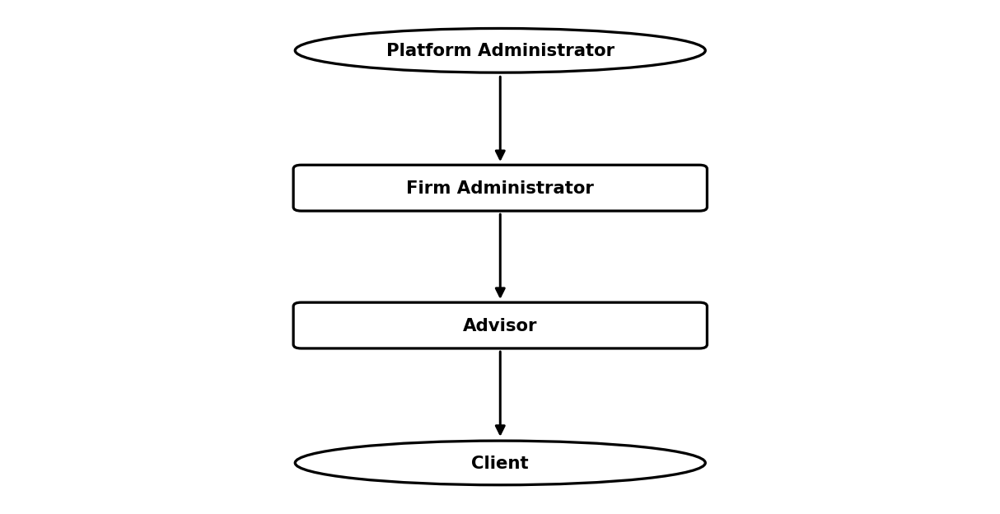 Platform Administrator
Firm Administrator
Advisor
Client